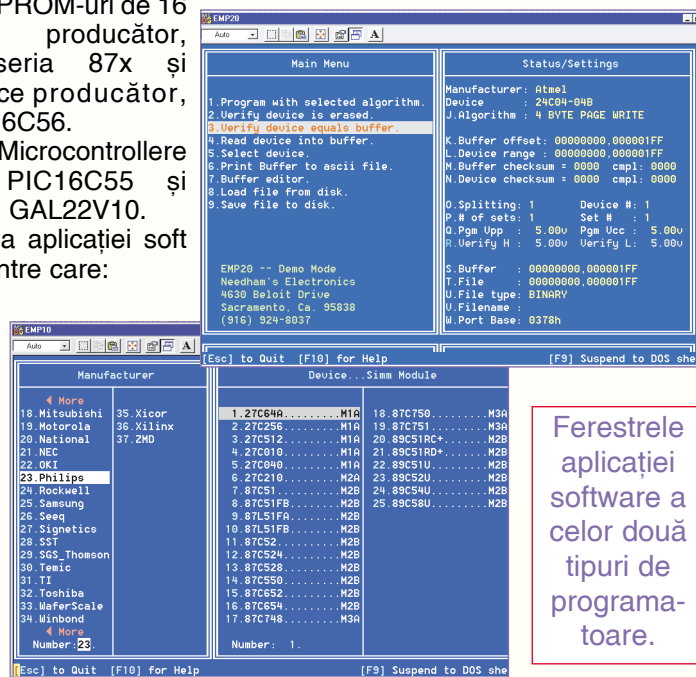 PROM-uri de 16
producător,
seria 87x și
ce producător,
16C56.
Microcontrollere
PIC16C55 și
GAL22V10.
a aplicației soft
ntre care:
EMP20
Auto
Main Menu
1.Program with selected algorithm.
2.Verify device is erased.
3.Verify device equals buffer.
4.Read device into buffer.
5.Select device.
6.Print Buffer to ascii file.
7.Buffer editor.
8.Load file from disk.
9.Save file to disk.
EMP20 -- Demo Mode
Needham's Electronics
4630 Beloit Drive
Sacramento, Ca. 95838
(916) 924-8037
Status/Settings
Manufacturer: Atmel
Device : 24C04-04B
J.Algorithm : 4 BYTE PAGE WRITE
K.Buffer offset: 00000000,000001FF
L.Device range : 00000000,000001FF
M.Buffer checksum = 0000 cmpl: 0000
N.Device checksum = 0000 cmpl: 0000
O.Splitting: 1 Device #: 1
P.# of sets: 1 Set # : 1
Q.Pgm Vpp : 5.00v Pgm Vcc : 5.00v
R.Verify H : 5.00v Verify L: 5.00v
S.Buffer : 00000000,000001FF
T.File : 00000000,000001FF
U.File type: BINARY
V.Filename :
W.Port Base: 0378h
[Esc] to Quit [F10] for Help
[F9] Suspend to DOS she
EMP10
Auto
Manufacturer
More
18.Mitsubishi
19.Motorola
20.National
21.NEC
22.OKI
23.Philips
24.Rockwell
25.Samsung
26.Seeq
27.Signetics
28.SST
29.SGS_Thomson
30.Temic
31.TI
32.Toshiba
33.WaferScale
34.Winbond
More
Number:23.
35.Xicor
36.Xilinx
37.ZMD
Device...Simm Module
1.27C64A.........M1A
2.27C256.........M1A
3.27C512.........M1A
4.27C010.........M1A
5.27C040.........M1A
6.27C210.........M2A
7.87C51..........M2B
8.87C51FB........M2B
9.87L51FA........M2B
10.87L51FB........M2B
11.87C52..........M2B
12.87C524.........M2B
13.87C528.........M2B
14.87C550.........M2B
15.87C652.........M2B
16.87C654.........M2B
17.87C748.........M3A
Number: 1.
18.87C750.........M3A
19.87C751.........M3A
20.89C51RC+.......M2B
21.89C51RD+.......M2B
22.89C51U.........M2B
23.89C52U.........M2B
24.89C54U.........M2B
25.89C58U.........M2B
[Esc] to Quit [F10] for Help
[F9] Suspend to DOS she
Ferestrele
aplicației
software a
celor două
tipuri de
programa-
toare.